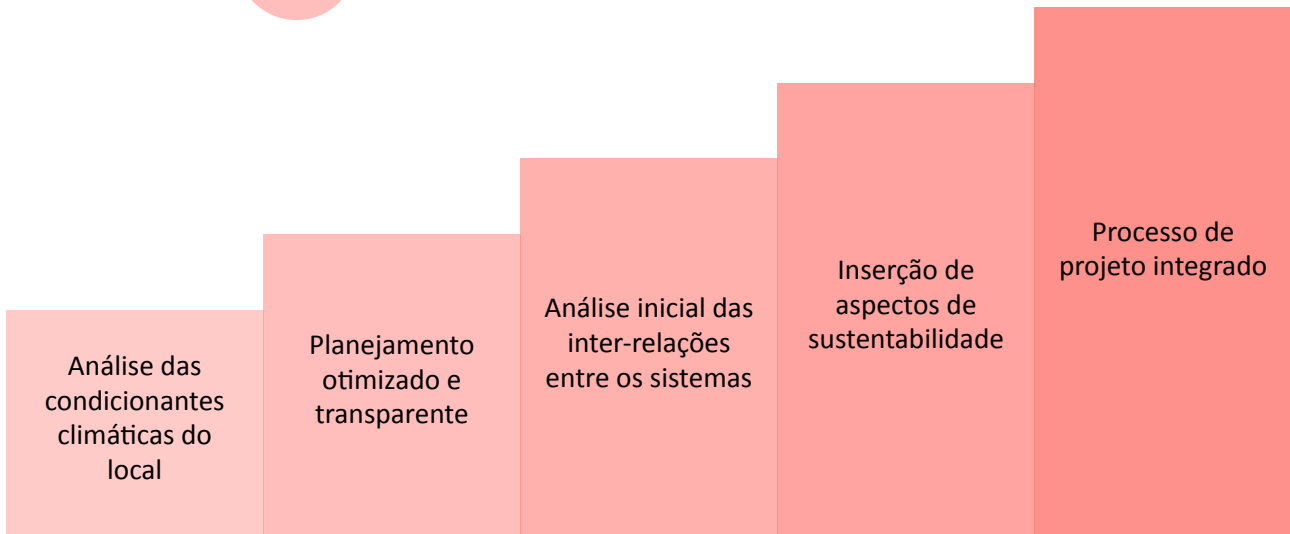 Análise das
condicionantes
climáticas do
local
Planejamento
otimizado e
transparente
Análise inicial das
inter-relações
entre os sistemas
Inserção de
aspectos de
sustentabilidade
Processo de
projeto integrado